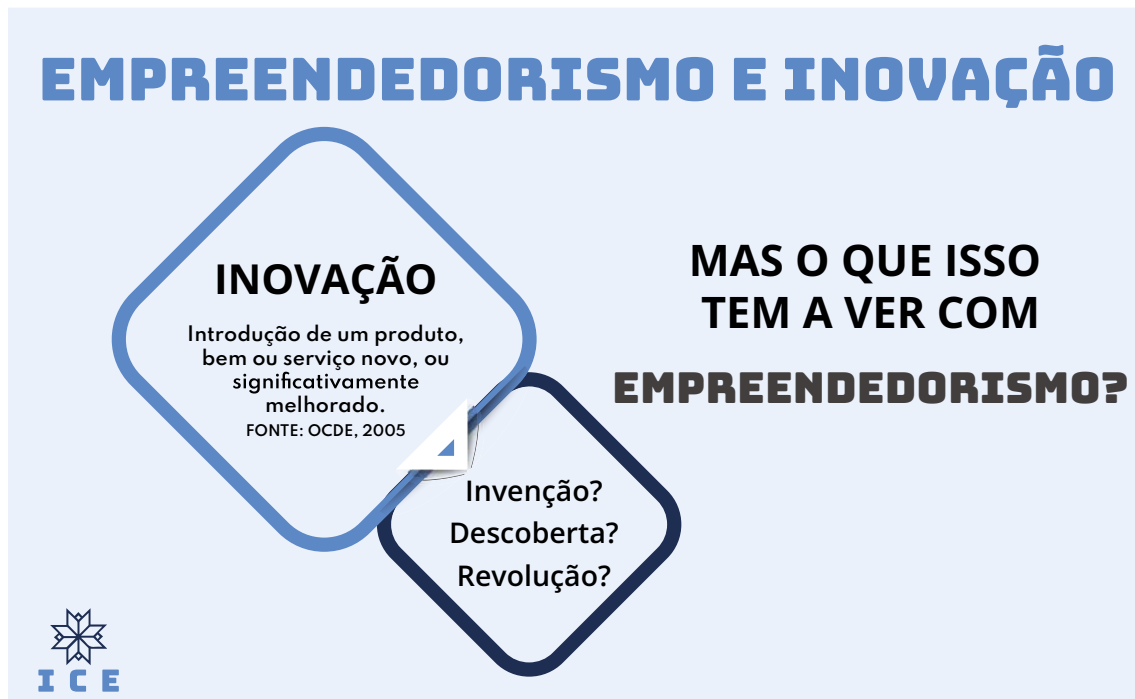 EMPREENDEDORISMO E INOVAÇÃO
INOVAÇÃO
Introdução de um produto,
bem ou serviço novo, ou
significativamente
melhorado.
FONTE: OCDE, 2005
Invenção?
Descoberta?
Revolução?
MAS O QUE ISSO
TEM A VER COM
EMPREENDEDORISMO?
ICE